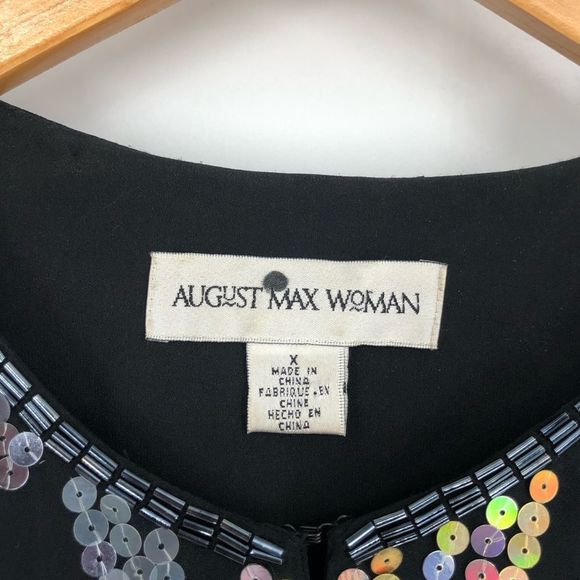 AUGUST MAX WOMAN
X
MADE IN
CHINA
FABRIQUE EN
CHINE
HECHO EN
CHINA